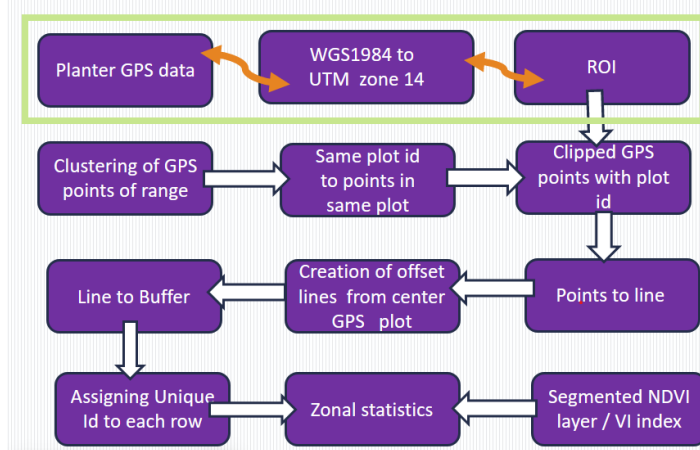 Planter GPS data
WGS1984 to
UTM zone 14
ROI
Clustering of GPS
points of range
Same plot id
to points in
same plot
Clipped GPS
points with plot
id
Line to Buffer
Creation of offset
lines from center
GPS plot
Points to line
Assigning Unique
Id to each row
Zonal statistics
Segmented NDVI
layer / VI index